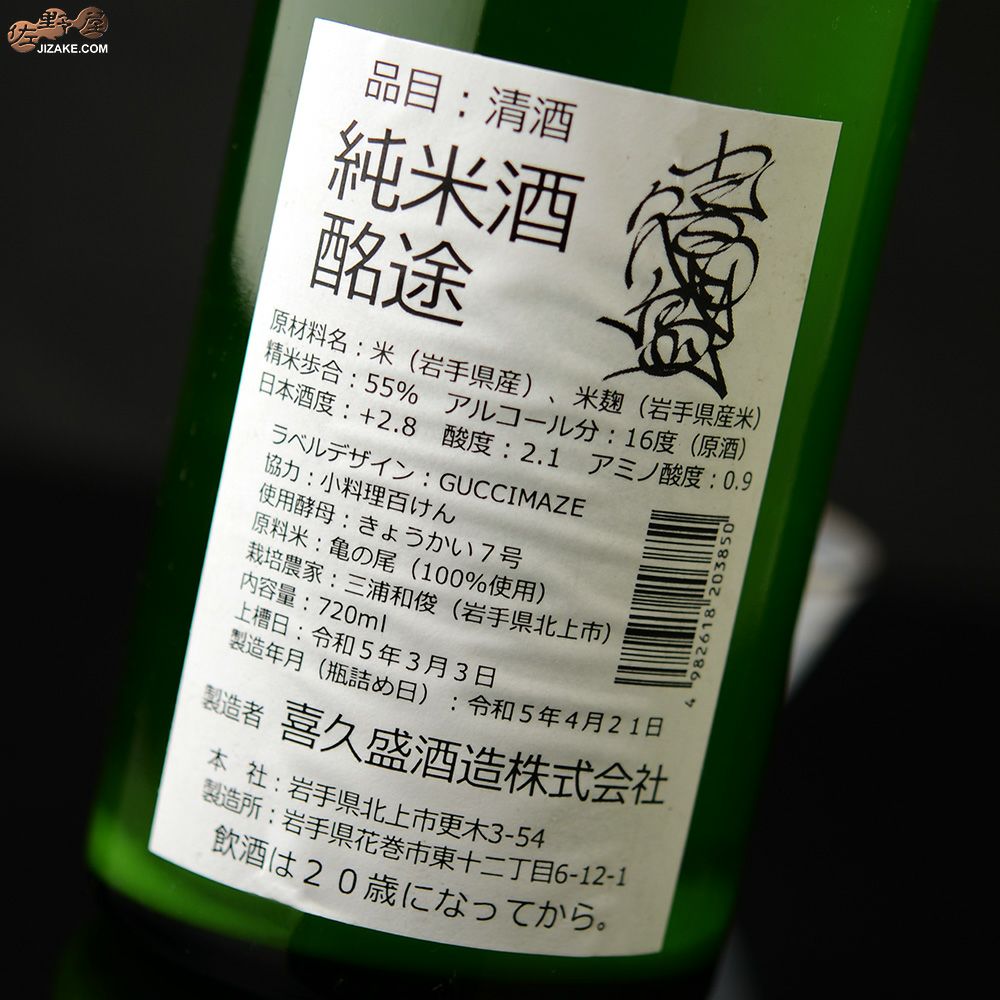 佐野屋
JIZAKE.COM
品目：清酒
純米酒
酩途
原材料名：米（岩手県産）、米麹（岩手県産米）
精米歩合：55%　アルコール分：16度（原酒）
日本酒度：+2.8　酸度：2.1　アミノ酸度：0.9
ラベルデザイン：GUCCIMAZE
協力：小料理百けん
使用酵母：きょうかい７号
原料米：亀の尾（100%使用）
栽培農家：三浦和俊（岩手県北上市）
内容量：720ml
上槽日：令和５年３月３日
製造年月（瓶詰め日）：令和５年４月２１日
4 982618 203850
製造者　喜久盛酒造株式会社
本　社：岩手県北上市更木3-54
製造所：岩手県花巻市東十二丁目6-12-1
飲酒は２０歳になってから。